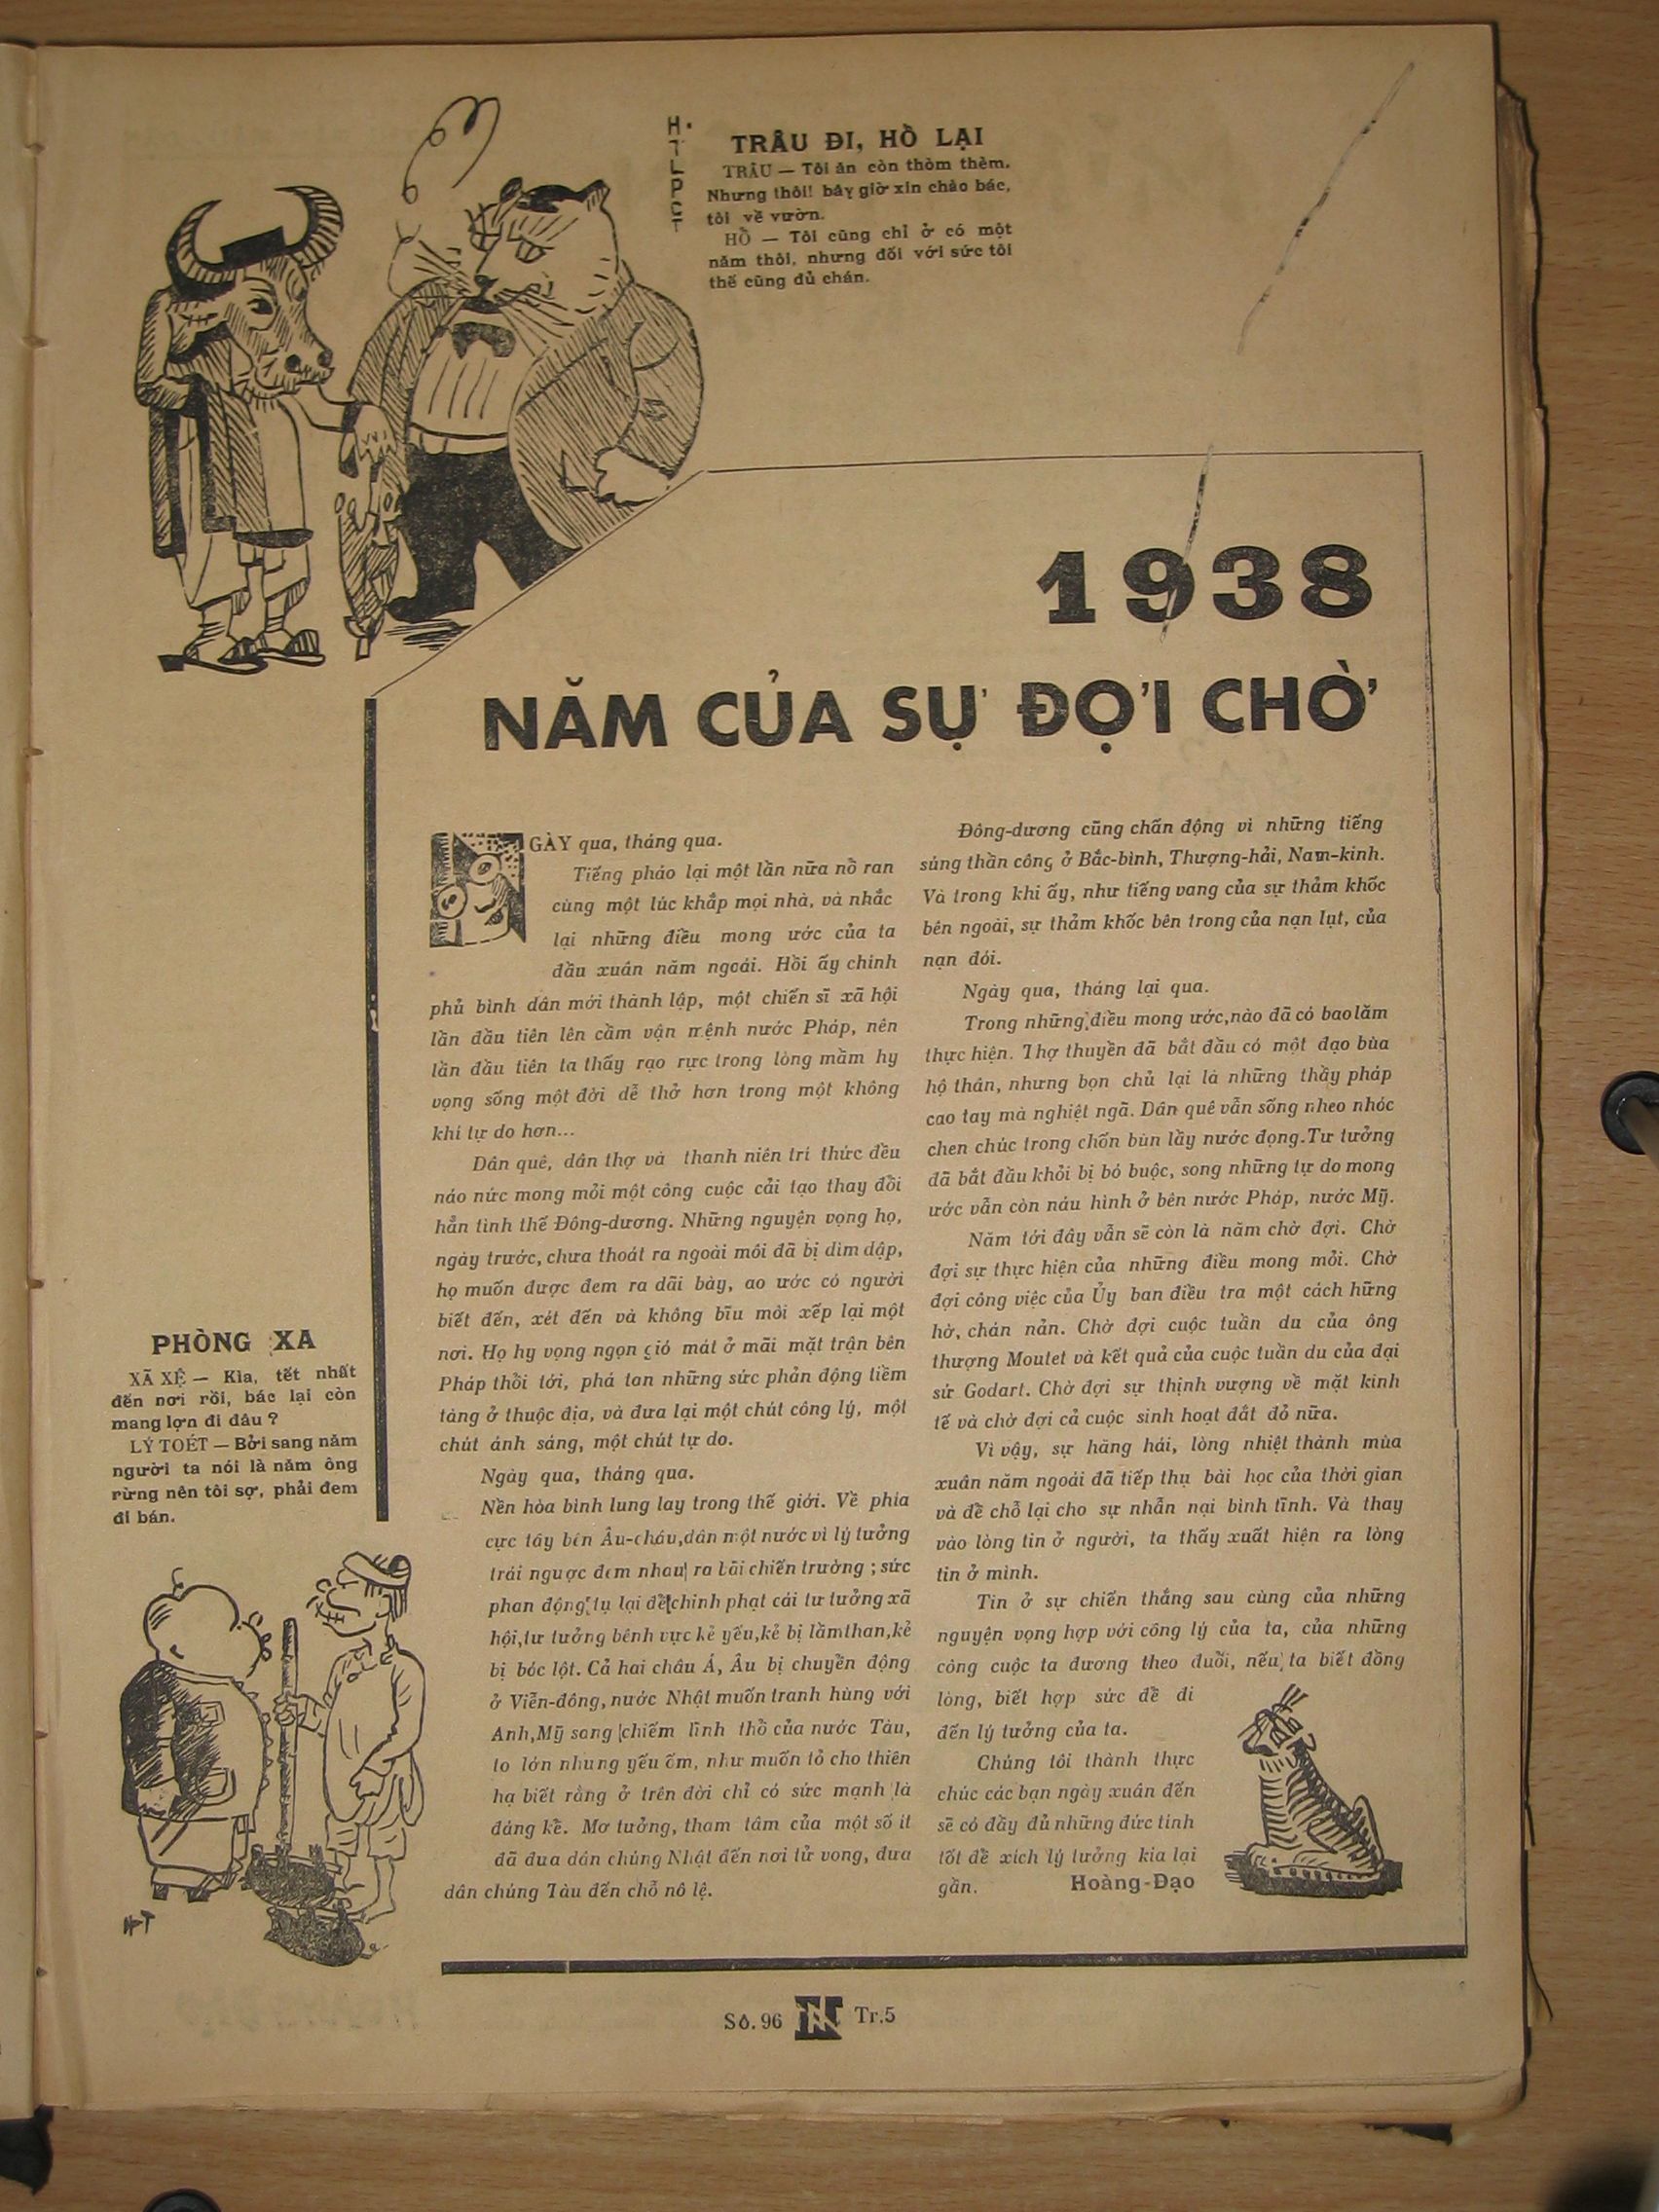 H.
T
L
P
C
T
TRÂU ĐI, HỒ LẠI
TRÂU — Tôi ăn còn thòm thèm.
Nhưng thôi! bây giờ xin chào bác,
tôi về vườn.
HỒ — Tôi cũng chỉ ở có một
năm thôi, nhưng đối với sức tôi
thế cũng đủ chán.
1938
NĂM CỦA SỰ ĐỢI CHỜ
NGÀY qua, tháng qua.
Tiếng pháo lại một lần nữa nổ ran
cùng một lúc khắp mọi nhà, và nhắc
lại những điều mong ước của ta
đầu xuân năm ngoái. Hồi ấy chính
phủ bình dân mới thành lập, một chiến sĩ xã hội
lần đầu tiên lên cầm vận mệnh nước Pháp, nên
lần đầu tiên ta thấy rạo rực trong lòng mầm hy
vọng sống một đời dễ thở hơn trong một không
khí tự do hơn...
Dân quê, dân thợ và thanh niên trí thức đều
náo nức mong mỏi một công cuộc cải tạo thay đổi
hẳn tình thế Đông-dương. Những nguyện vọng họ,
ngày trước, chưa thoát ra ngoài môi đã bị dìm dập,
họ muốn được đem ra dãi bày, ao ước có người
biết đến, xét đến và không bĩu môi xếp lại một
nơi. Họ hy vọng ngọn gió mát ở mãi mặt trận bên
Pháp thổi tới, phá tan những sức phản động tiềm
tàng ở thuộc địa, và đưa lại một chút công lý, một
chút ánh sáng, một chút tự do.
Ngày qua, tháng qua.
Nền hòa bình lung lay trong thế giới. Về phía
cực tây bên Âu-châu, dân một nước vì lý tưởng
trái ngược đem nhau ra bãi chiến trường ; sức
phan động tụ lại để chinh phạt cái tư tưởng xã
hội, tư tưởng bênh vực kẻ yếu, kẻ bị lầm than, kẻ
bị bóc lột. Cả hai châu Á, Âu bị chuyển động
ở Viễn-đông, nước Nhật muốn tranh hùng với
Anh, Mỹ sang chiếm lĩnh thổ của nước Tàu,
to lớn nhưng yếu ốm, như muốn tỏ cho thiên
hạ biết rằng ở trên đời chỉ có sức mạnh là
đáng kể. Mơ tưởng, tham tâm của một số ít
đã đưa dân chúng Nhật đến nơi tử vong, đưa
dân chúng Tàu đến chỗ nô lệ.
Đông-dương cũng chấn động vì những tiếng
súng thần công ở Bắc-bình, Thượng-hải, Nam-kinh.
Và trong khi ấy, như tiếng vang của sự thảm khốc
bên ngoài, sự thảm khốc bên trong của nạn lụt, của
nạn đói.
Ngày qua, tháng lại qua.
Trong những điều mong ước, nào đã có bao lăm
thực hiện. Thợ thuyền đã bắt đầu có một đạo bùa
hộ thân, nhưng bọn chủ lại là những thầy pháp
cao tay mà nghiệt ngã. Dân quê vẫn sống nheo nhóc
chen chúc trong chốn bùn lầy nước đọng. Tư tưởng
đã bắt đầu khỏi bị bó buộc, song những tự do mong
ước vẫn còn náu hình ở bên nước Pháp, nước Mỹ.
Năm tới đây vẫn sẽ còn là năm chờ đợi. Chờ
đợi sự thực hiện của những điều mong mỏi. Chờ
đợi công việc của Ủy ban điều tra một cách hững
hờ, chán nản. Chờ đợi cuộc tuần du của ông
thượng Moutet và kết quả của cuộc tuần du của đại
sứ Godart. Chờ đợi sự thịnh vượng về mặt kinh
tế và chờ đợi cả cuộc sinh hoạt đắt đỏ nữa.
Vì vậy, sự hăng hái, lòng nhiệt thành mùa
xuân năm ngoái đã tiếp thụ bài học của thời gian
và để chỗ lại cho sự nhẫn nại bình tĩnh. Và thay
vào lòng tin ở người, ta thấy xuất hiện ra lòng
tin ở mình.
Tin ở sự chiến thắng sau cùng của những
nguyện vọng hợp với công lý của ta, của những
công cuộc ta đương theo đuổi, nếu ta biết đồng
lòng, biết hợp sức để đi
đến lý tưởng của ta.
Chúng tôi thành thực
chúc các bạn ngày xuân đến
sẽ có đầy đủ những đức tính
tốt để xích lý tưởng kia lại
gần. Hoàng-Đạo
PHÒNG XA
XÃ XỆ — Kìa, tết nhất
đến nơi rồi, bác lại còn
mang lợn đi đâu ?
LÝ TOÉT — Bởi sang năm
người ta nói là năm ông
rừng nên tôi sợ, phải đem
đi bán.
Số. 96 NN Tr.5